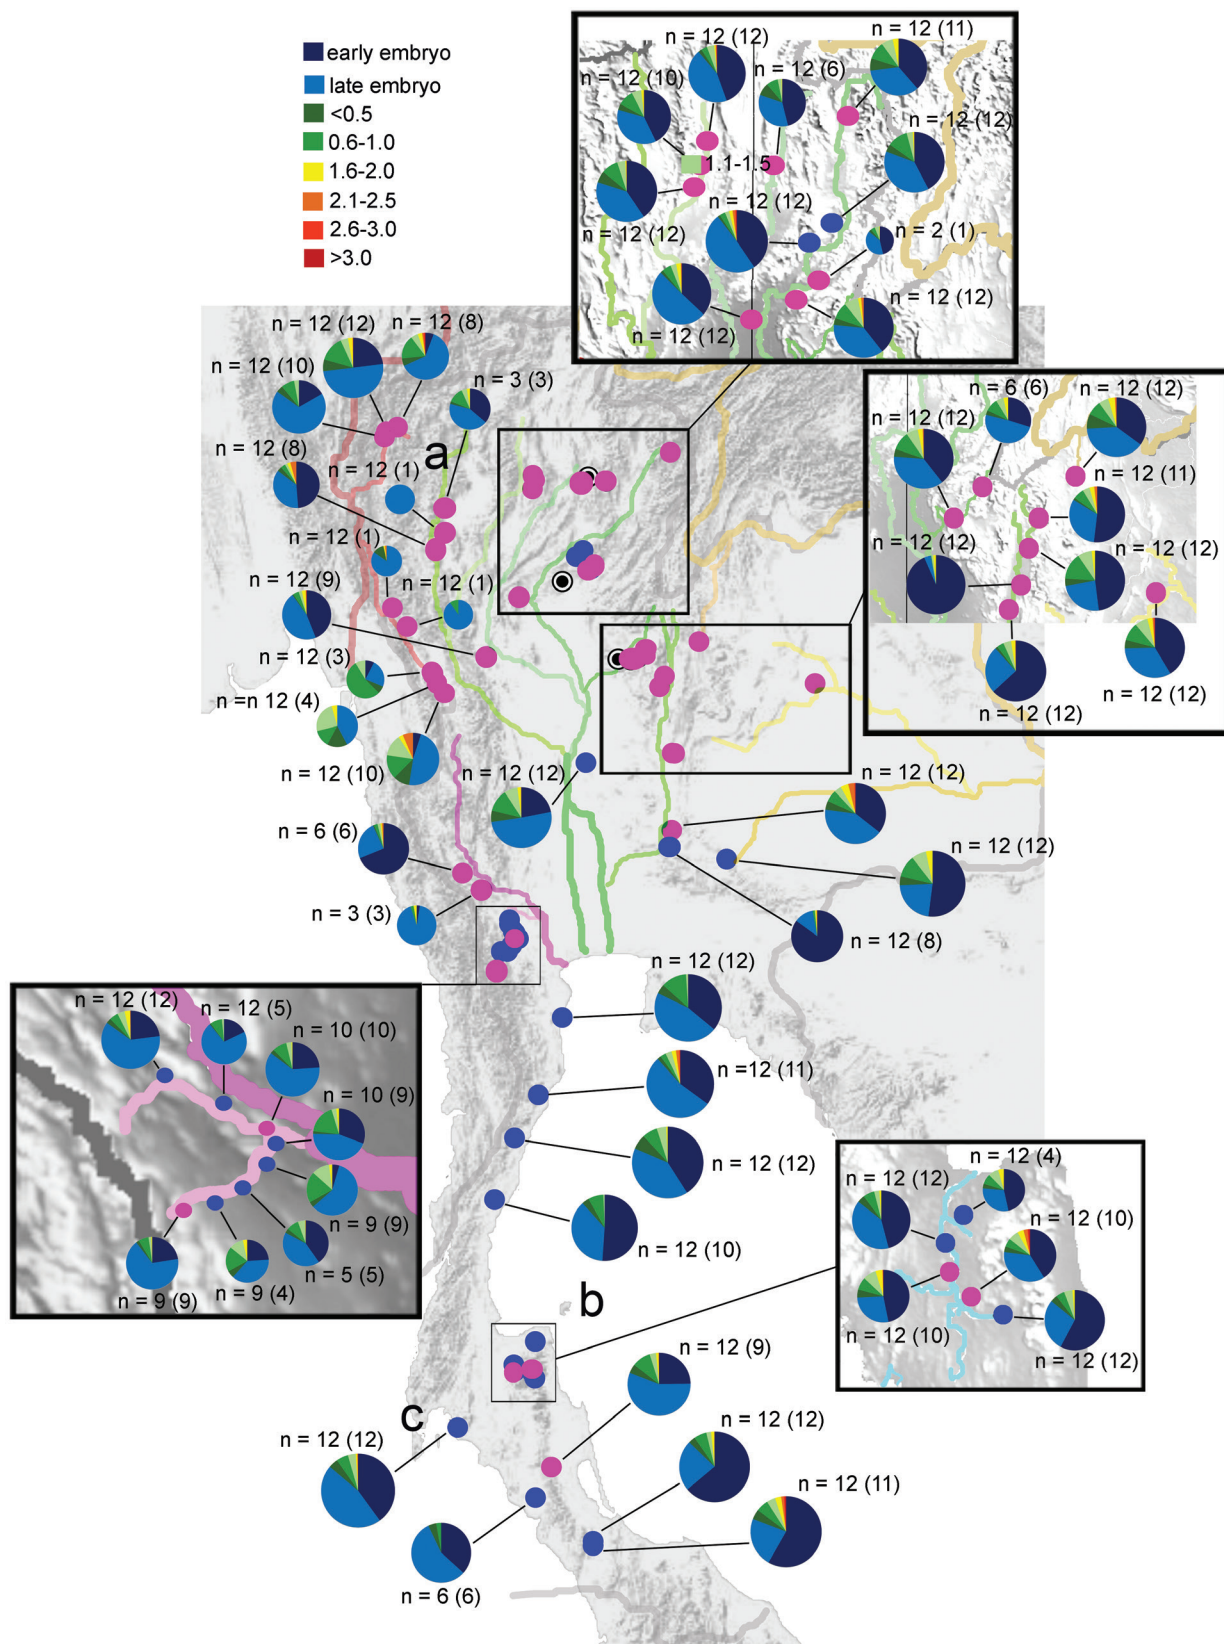 early embryo
late embryo
<0.5
0.6-1.0
1.6-2.0
2.1-2.5
2.6-3.0
>3.0
n = 12 (12)
n = 12 (11)
n = 12 (10)
n = 12 (6)
n = 12 (12)
1.1-1.5
n = 12 (12)
n = 12 (12)
n = 2 (1)
n = 12 (12)
n = 12 (12)
n = 12 (12)
n = 12 (8)
n = 12 (10)
n = 3 (3)
a
n = 12 (8)
n = 12 (1)
n = 12 (1)
n = 12 (9)
n = 12 (1)
n = 12 (3)
n =n 12 (4)
n = 12 (10)
n = 12 (12)
n = 6 (6)
n = 12 (12)
n = 12 (12)
n = 12 (11)
n = 12 (12)
n = 12 (12)
n = 12 (12)
n = 12 (12)
n = 12 (12)
n = 6 (6)
n = 12 (12)
n = 3 (3)
n = 12 (8)
n = 12 (12)
n = 12 (12)
n = 12 (5)
n = 10 (10)
n = 10 (9)
n = 9 (9)
n = 5 (5)
n = 9 (4)
n = 9 (9)
n =12 (11)
n = 12 (12)
n = 12 (10)
b
n = 12 (4)
n = 12 (12)
n = 12 (10)
n = 12 (10)
n = 12 (12)
n = 12 (9)
c
n = 12 (12)
n = 12 (12)
n = 12 (11)
n = 6 (6)